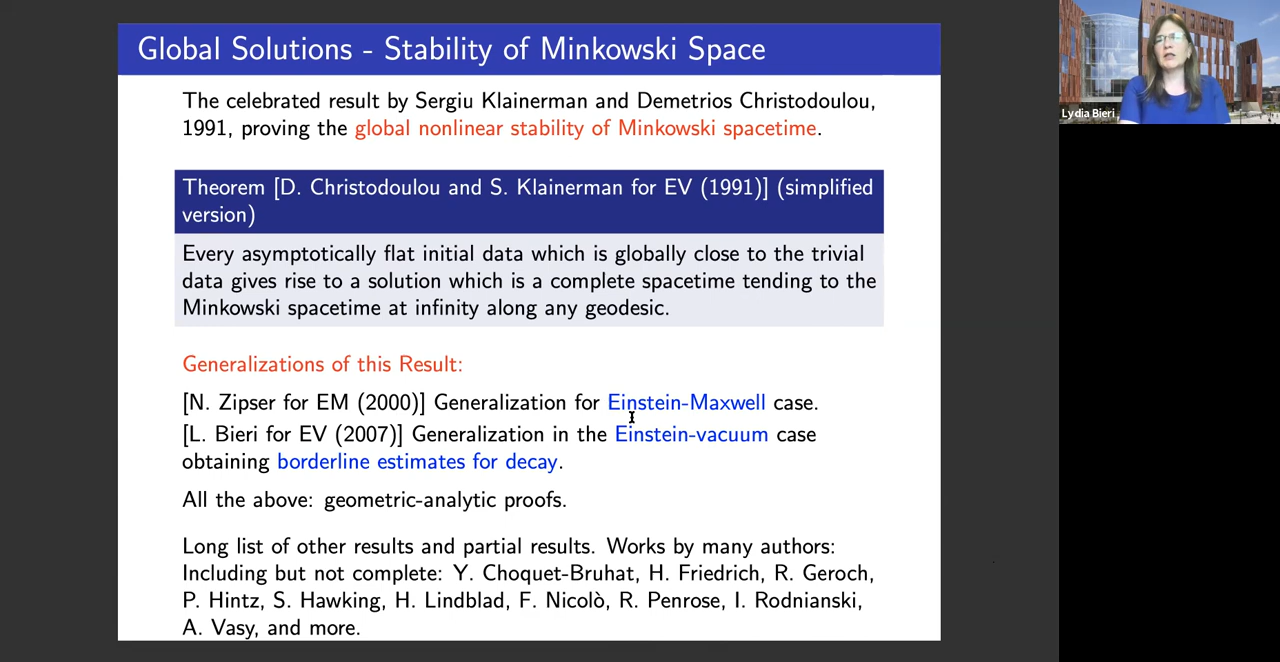 Global Solutions - Stability of Minkowski Space
The celebrated result by Sergiu Klainerman and Demetrios Christodoulou,
1991, proving the global nonlinear stability of Minkowski spacetime.
Theorem [D. Christodoulou and S. Klainerman for EV (1991)] (simplified
version)
Every asymptotically flat initial data which is globally close to the trivial
data gives rise to a solution which is a complete spacetime tending to the
Minkowski spacetime at infinity along any geodesic.
Generalizations of this Result:
[N. Zipser for EM (2000)] Generalization for Einstein-Maxwell case.
[L. Bieri for EV (2007)] Generalization in the Einstein-vacuum case
obtaining borderline estimates for decay.
All the above: geometric-analytic proofs.
Long list of other results and partial results. Works by many authors:
Including but not complete: Y. Choquet-Bruhat, H. Friedrich, R. Geroch,
P. Hintz, S. Hawking, H. Lindblad, F. Nicolò, R. Penrose, I. Rodnianski,
A. Vasy, and more.
Lydia Bieri